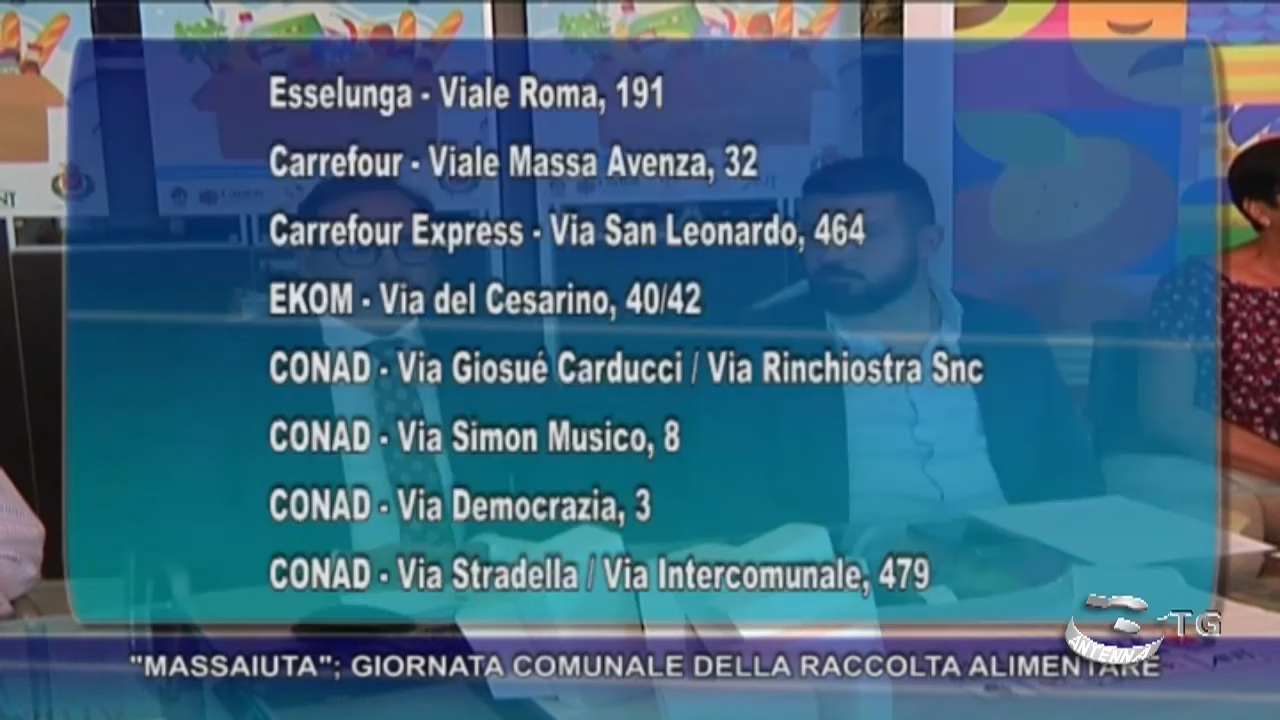 Esselunga - Viale Roma, 191
Carrefour - Viale Massa Avenza, 32
Carrefour Express - Via San Leonardo, 464
EKOM - Via del Cesarino, 40/42
CONAD - Via Giosué Carducci / Via Rinchiostra Snc
CONAD - Via Simon Musico, 8
CONAD - Via Democrazia, 3
CONAD - Via Stradella / Via Intercomunale, 479
TG
ANTENNA
"MASSAIUTA"; GIORNATA COMUNALE DELLA RACCOLTA ALIMENTARE